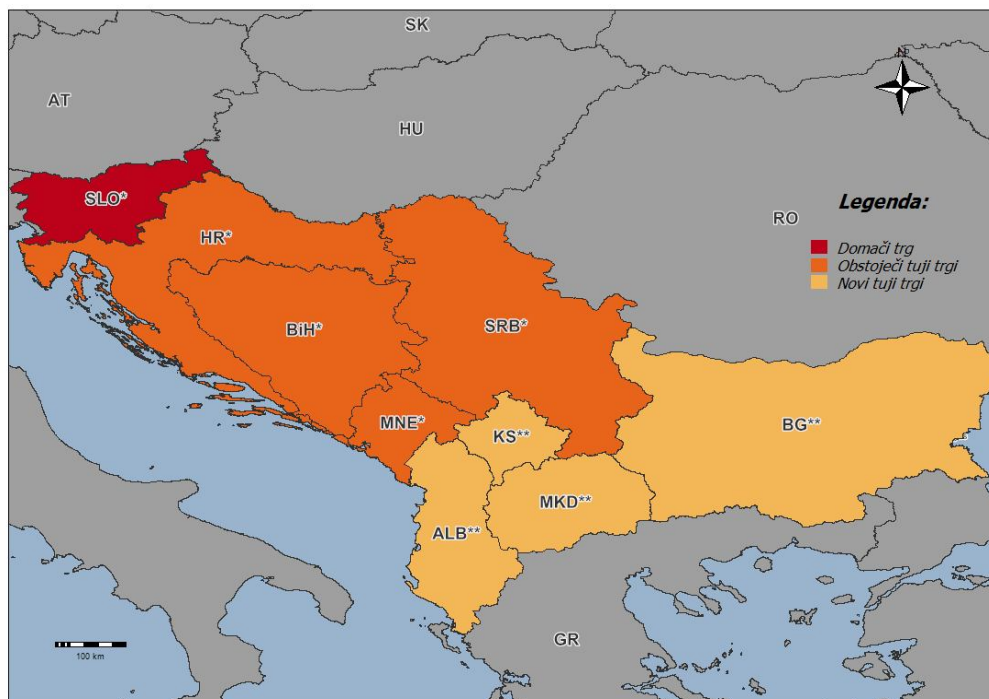 SK
AT
HU
SLO*
RO
Legenda:
HR*
Domači trg
Obstoječi tuji trgi
Novi tuji trgi
BiH*
SRB*
MNE*
KS**
BG**
MKD**
ALB**
GR
100 km